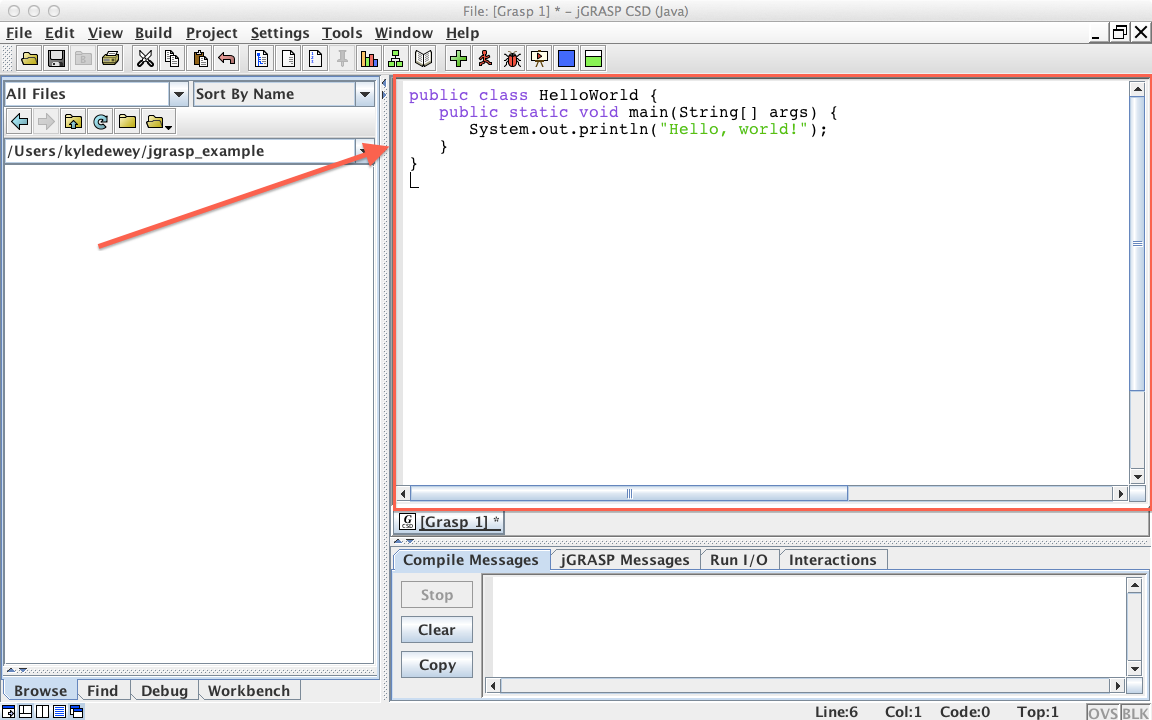 File: [Grasp 1] * – jGRASP CSD (Java)
File Edit View Build Project Settings Tools Window Help
All Files
Sort By Name
/Users/kyledewey/jgrasp_example
public class HelloWorld {
   public static void main(String[] args) {
      System.out.println("Hello, world!");
   }
}
G CSD [Grasp 1] *
Compile Messages jGRASP Messages Run I/O Interactions
Stop
Clear
Copy
Browse Find Debug Workbench
Line:6 Col:1 Code:0 Top:1 OVS BLK